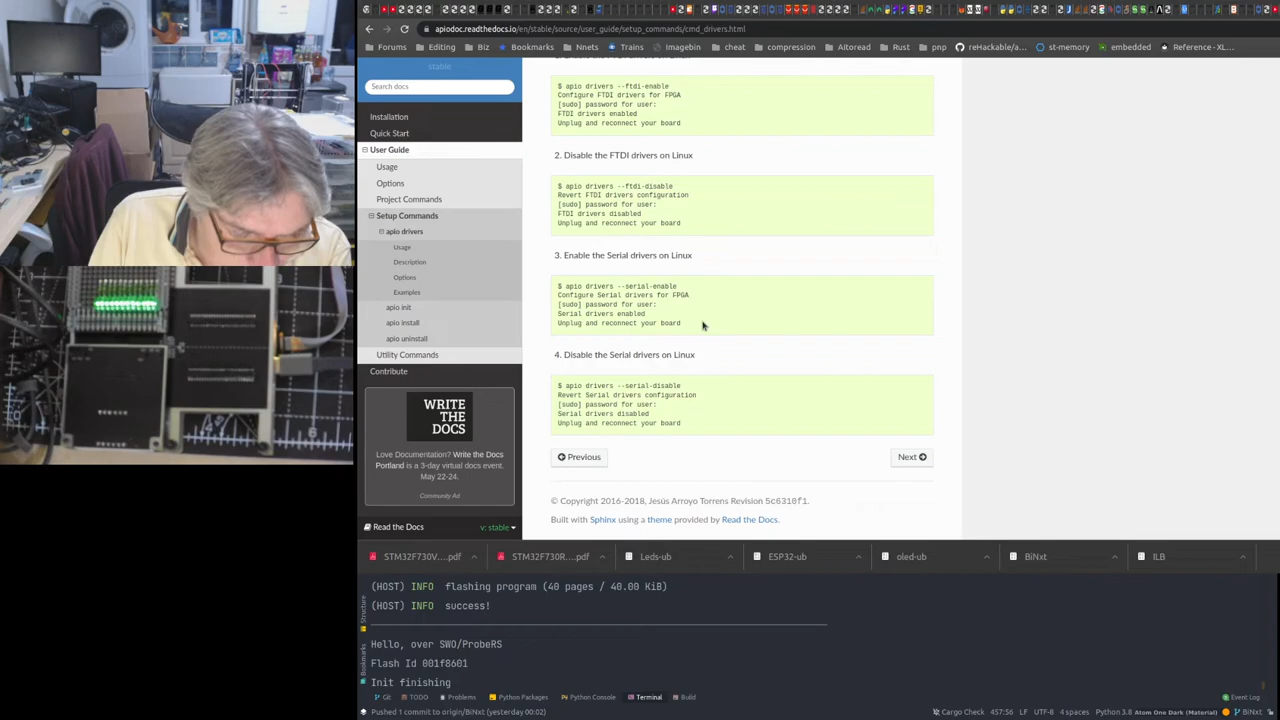 apiodoc.readthedocs.io/en/stable/source/user_guide/setup_commands/cmd_drivers.html
Forums
Editing
Biz
Bookmarks
Nnets
Trains
Imagebin
cheat
compression
Aitoread
Rust
pnp
reHackable/a...
st-memory
embedded
Reference - XL...
stable
Search docs
Installation
Quick Start
User Guide
Usage
Options
Project Commands
Setup Commands
apio drivers
Usage
Description
Options
Examples
apio init
apio install
apio uninstall
Utility Commands
Contribute
WRITE
THE
DOCS
Love Documentation? Write the Docs
Portland is a 3-day virtual docs event.
May 22-24.
Community Ad
Read the Docs
v: stable
$ apio drivers --ftdi-enable
Configure FTDI drivers for FPGA
[sudo] password for user:
FTDI drivers enabled
Unplug and reconnect your board
2. Disable the FTDI drivers on Linux
$ apio drivers --ftdi-disable
Revert FTDI drivers configuration
[sudo] password for user:
FTDI drivers disabled
Unplug and reconnect your board
3. Enable the Serial drivers on Linux
$ apio drivers --serial-enable
Configure Serial drivers for FPGA
[sudo] password for user:
Serial drivers enabled
Unplug and reconnect your board
4. Disable the Serial drivers on Linux
$ apio drivers --serial-disable
Revert Serial drivers configuration
[sudo] password for user:
Serial drivers disabled
Unplug and reconnect your board
Previous
Next
© Copyright 2016-2018, Jesús Arroyo Torrens Revision 5c6310f1.
Built with Sphinx using a theme provided by Read the Docs.
STM32F730V....pdf
STM32F730R....pdf
Leds-ub
ESP32-ub
oled-ub
BiNxt
ILB
(HOST) INFO flashing program (40 pages / 40.00 KiB)
(HOST) INFO success!
Hello, over SWO/ProbeRS
Flash Id 001f8601
Init finishing
Structure
Bookmarks
Git
TODO
Problems
Python Packages
Python Console
Terminal
Build
Event Log
Pushed 1 commit to origin/BiNxt (yesterday 00:02)
Cargo Check
457:56
LF
UTF-8
4 spaces
Python 3.8
Atom One Dark (Material)
BiNxt